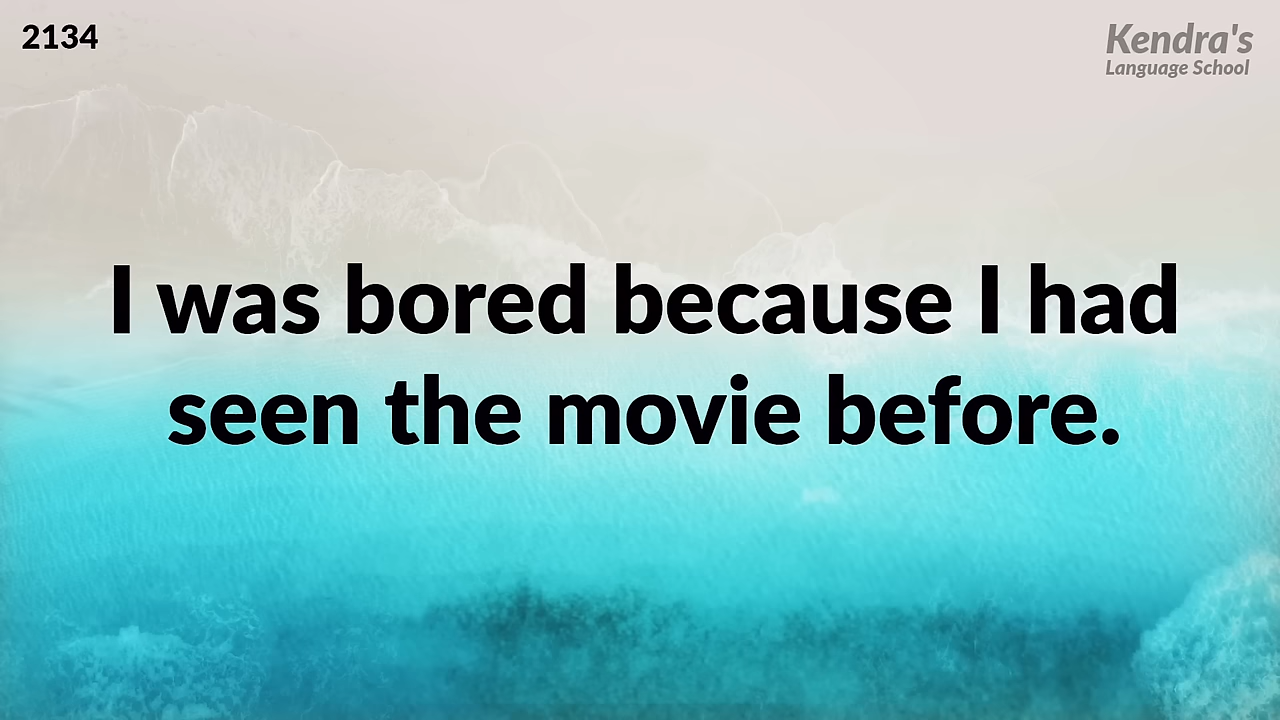 2134
Kendra's
Language School
I was bored because I had
seen the movie before.